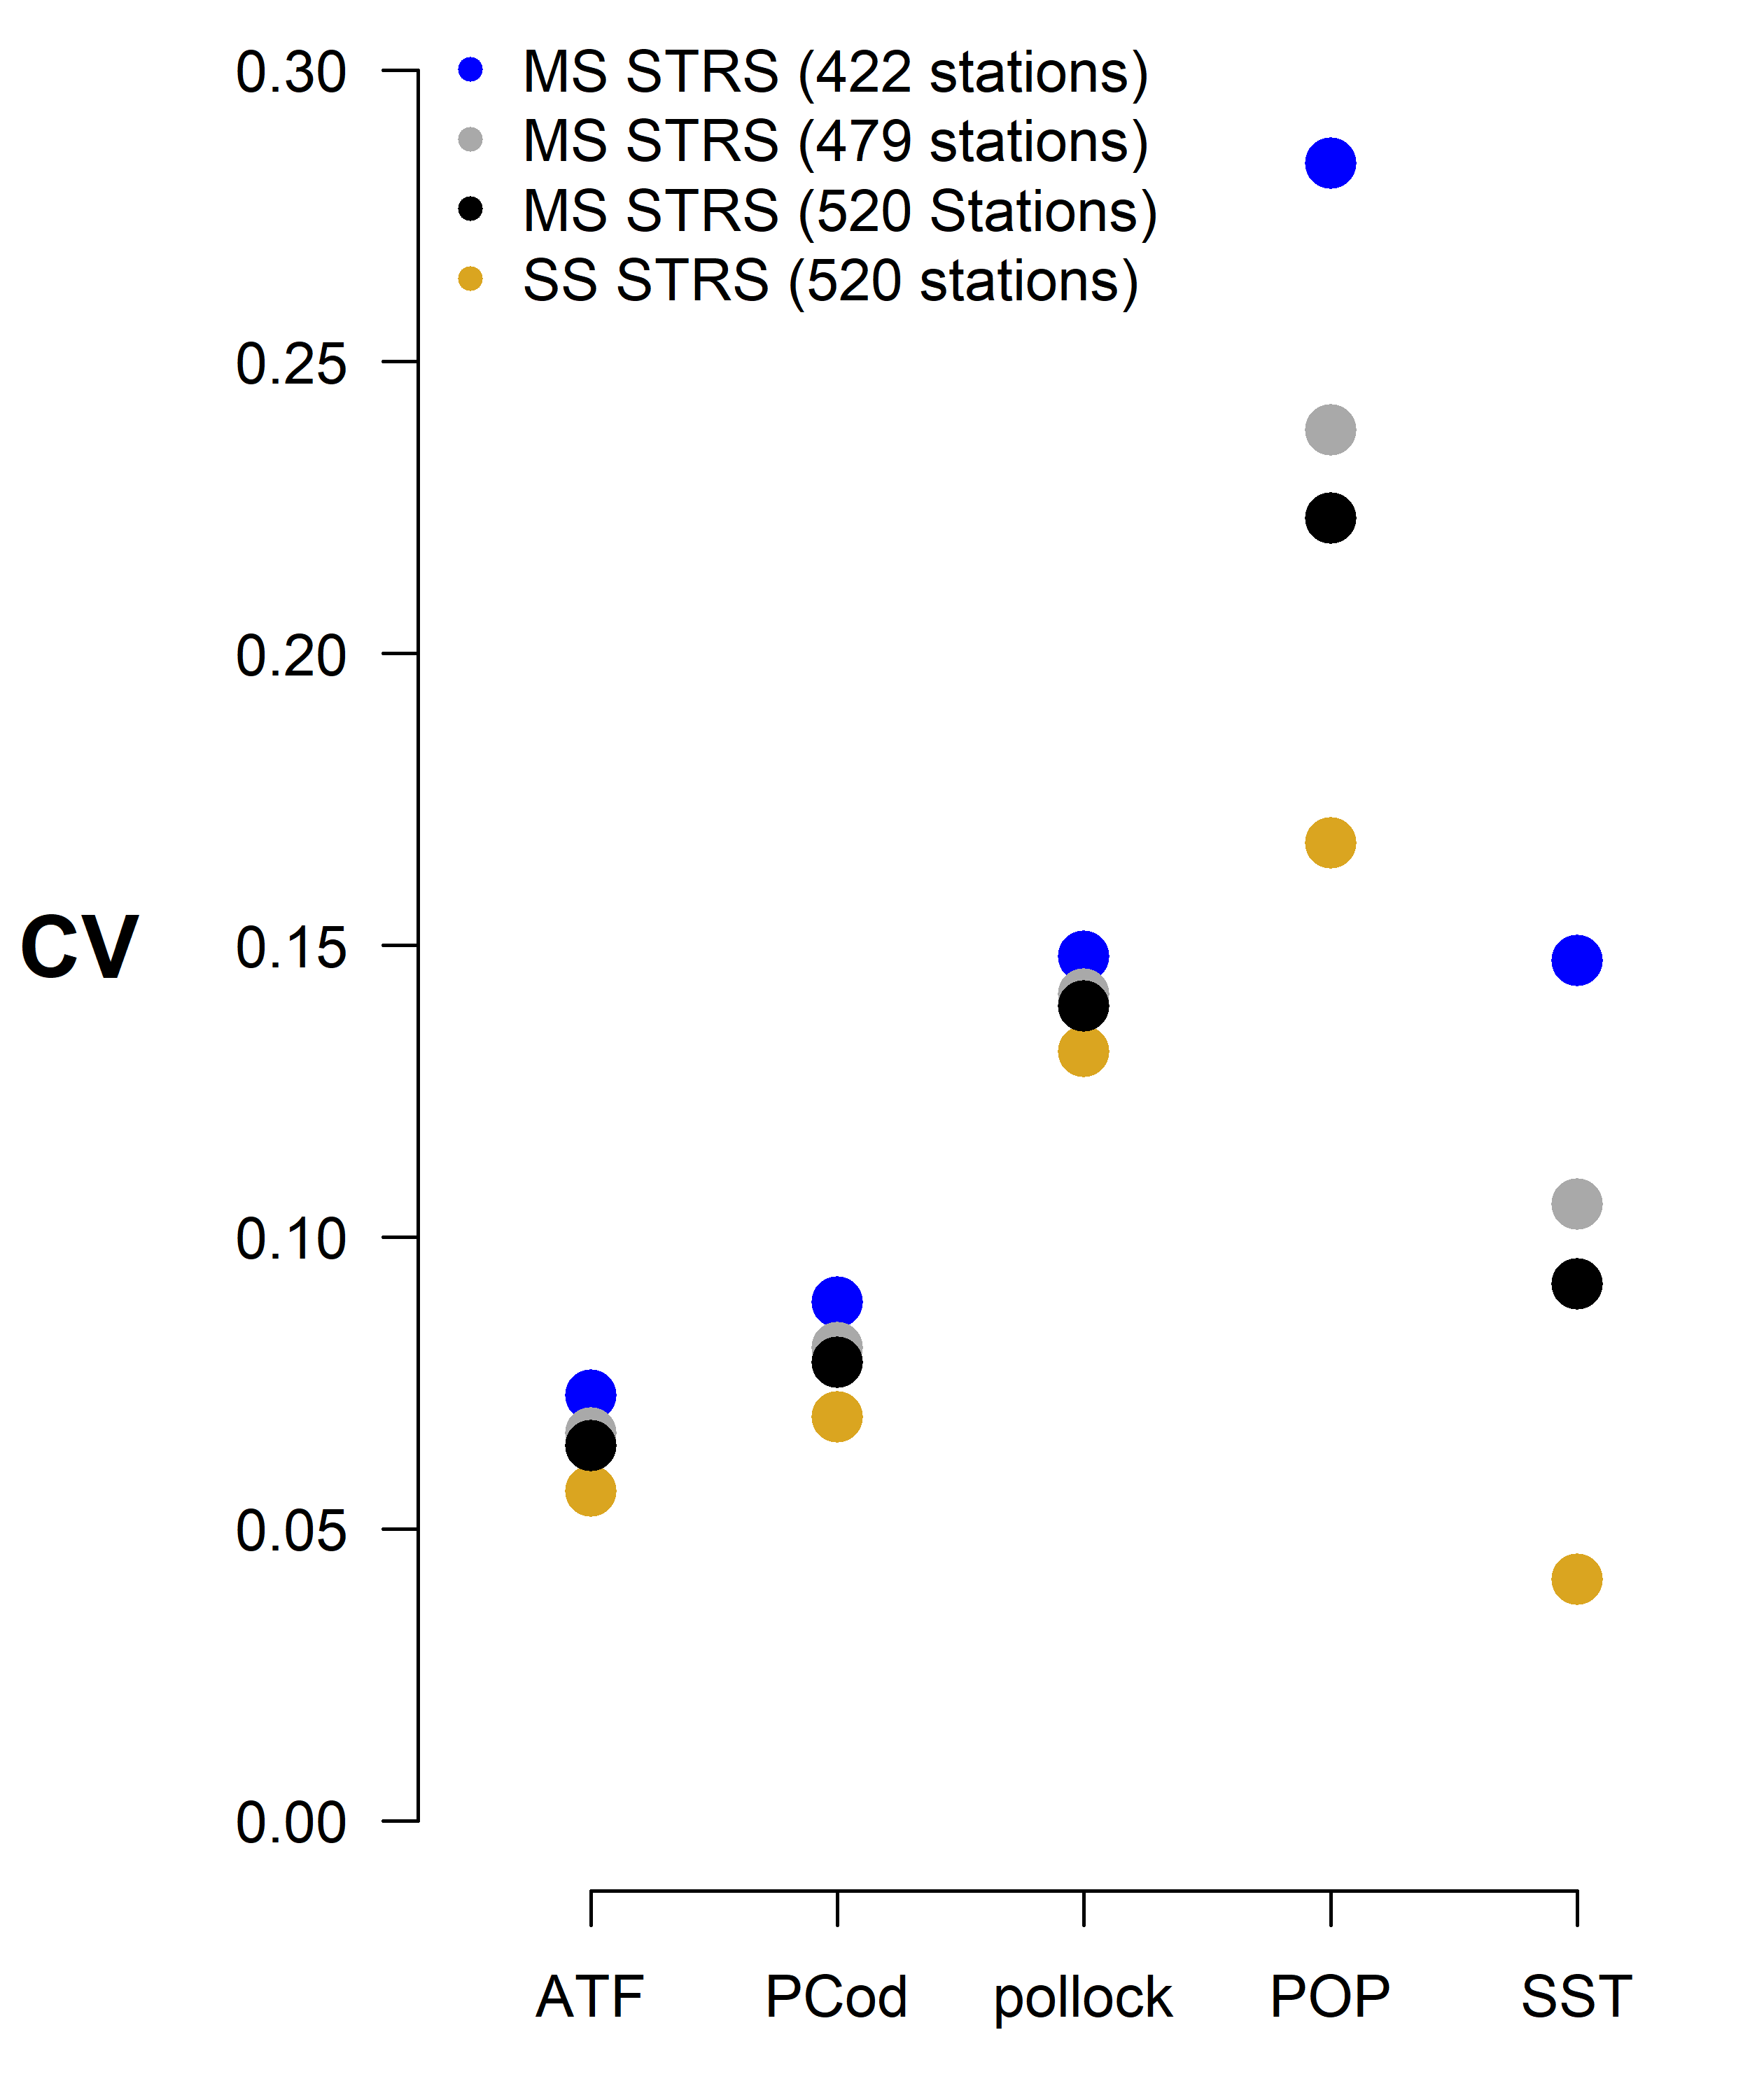 0.30
MS STRS (422 stations)
MS STRS (479 stations)
MS STRS (520 Stations)
SS STRS (520 stations)
0.25
0.20
CV
0.15
0.10
0.05
0.00
ATF PCod pollock POP SST